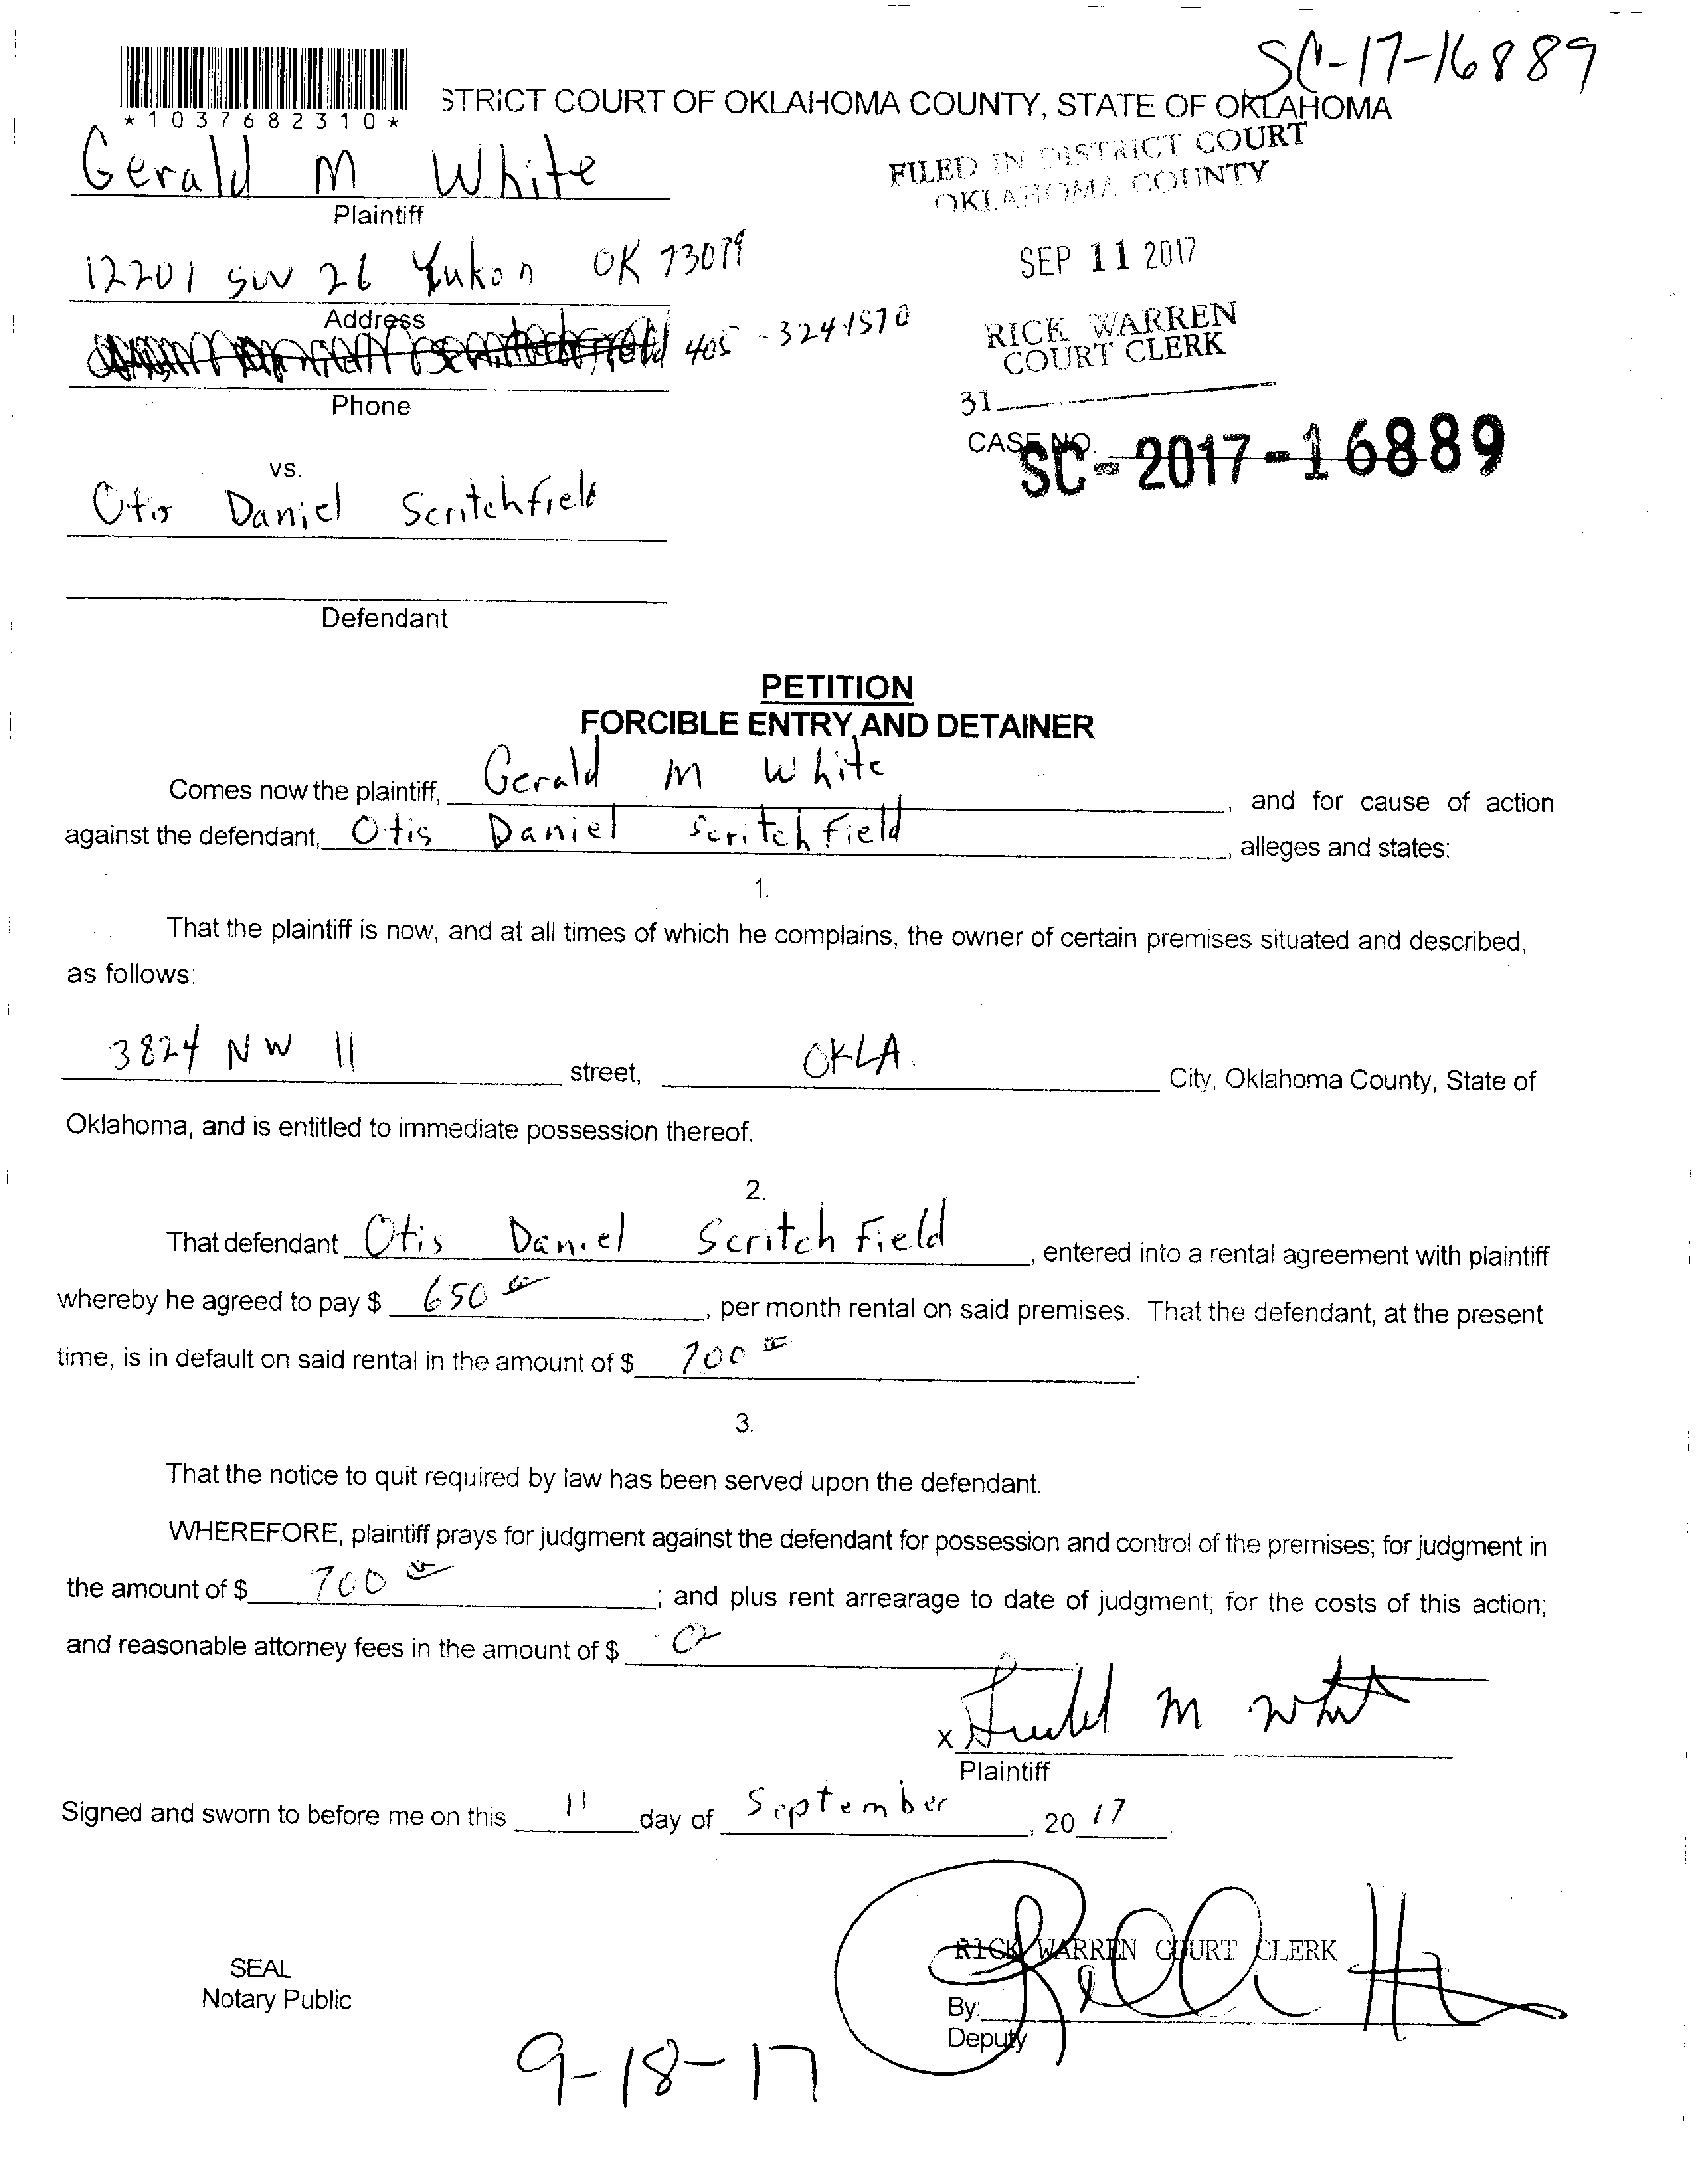 SC-17-16889
*1037682310*
STRICT COURT OF OKLAHOMA COUNTY, STATE OF OKLAHOMA
Gerald M White
Plaintiff
FILED IN DISTRICT COURT
OKLAHOMA COUNTY
12201 SW 26 Yukon OK 73099
Address
SEP 11 2017
405-324-1570
Phone
RICK WARREN
COURT CLERK
31
CASE NO.
SC-2017-16889
vs.
Otis Daniel Scritchfield
Defendant
PETITION
FORCIBLE ENTRY AND DETAINER
Comes now the plaintiff, Gerald M White, and for cause of action
against the defendant, Otis Daniel Scritchfield, alleges and states:
1.
That the plaintiff is now, and at all times of which he complains, the owner of certain premises situated and described,
as follows:
3824 NW 11 street, OKLA. City, Oklahoma County, State of
Oklahoma, and is entitled to immediate possession thereof.
2.
That defendant Otis Daniel Scritch Field, entered into a rental agreement with plaintiff
whereby he agreed to pay $ 650 00, per month rental on said premises. That the defendant, at the present
time, is in default on said rental in the amount of $ 700 00.
3.
That the notice to quit required by law has been served upon the defendant.
WHEREFORE, plaintiff prays for judgment against the defendant for possession and control of the premises; for judgment in
the amount of $ 700 00; and plus rent arrearage to date of judgment; for the costs of this action;
and reasonable attorney fees in the amount of $
x Gerald M White
Plaintiff
Signed and sworn to before me on this 11 day of September, 20 17
SEAL
Notary Public
RICK WARREN COURT CLERK
By:
Deputy
9-18-17